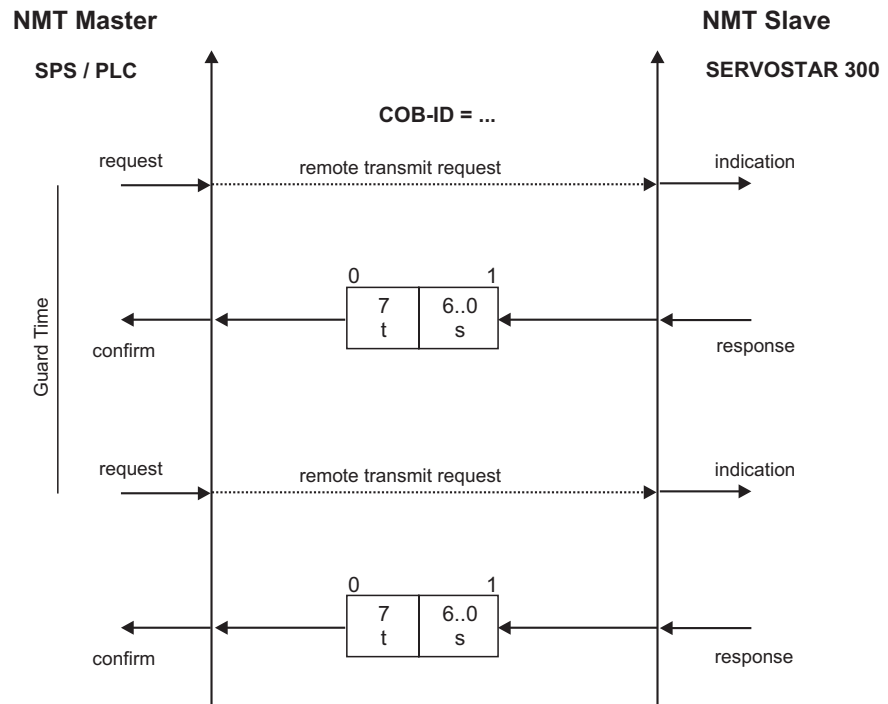 NMT Master NMT Slave
SPS / PLC SERVOSTAR 300
COB-ID = ...
request remote transmit request indication
0 1
7 6..0
t s
confirm response
Guard Time
request remote transmit request indication
0 1
7 6..0
t s
confirm response